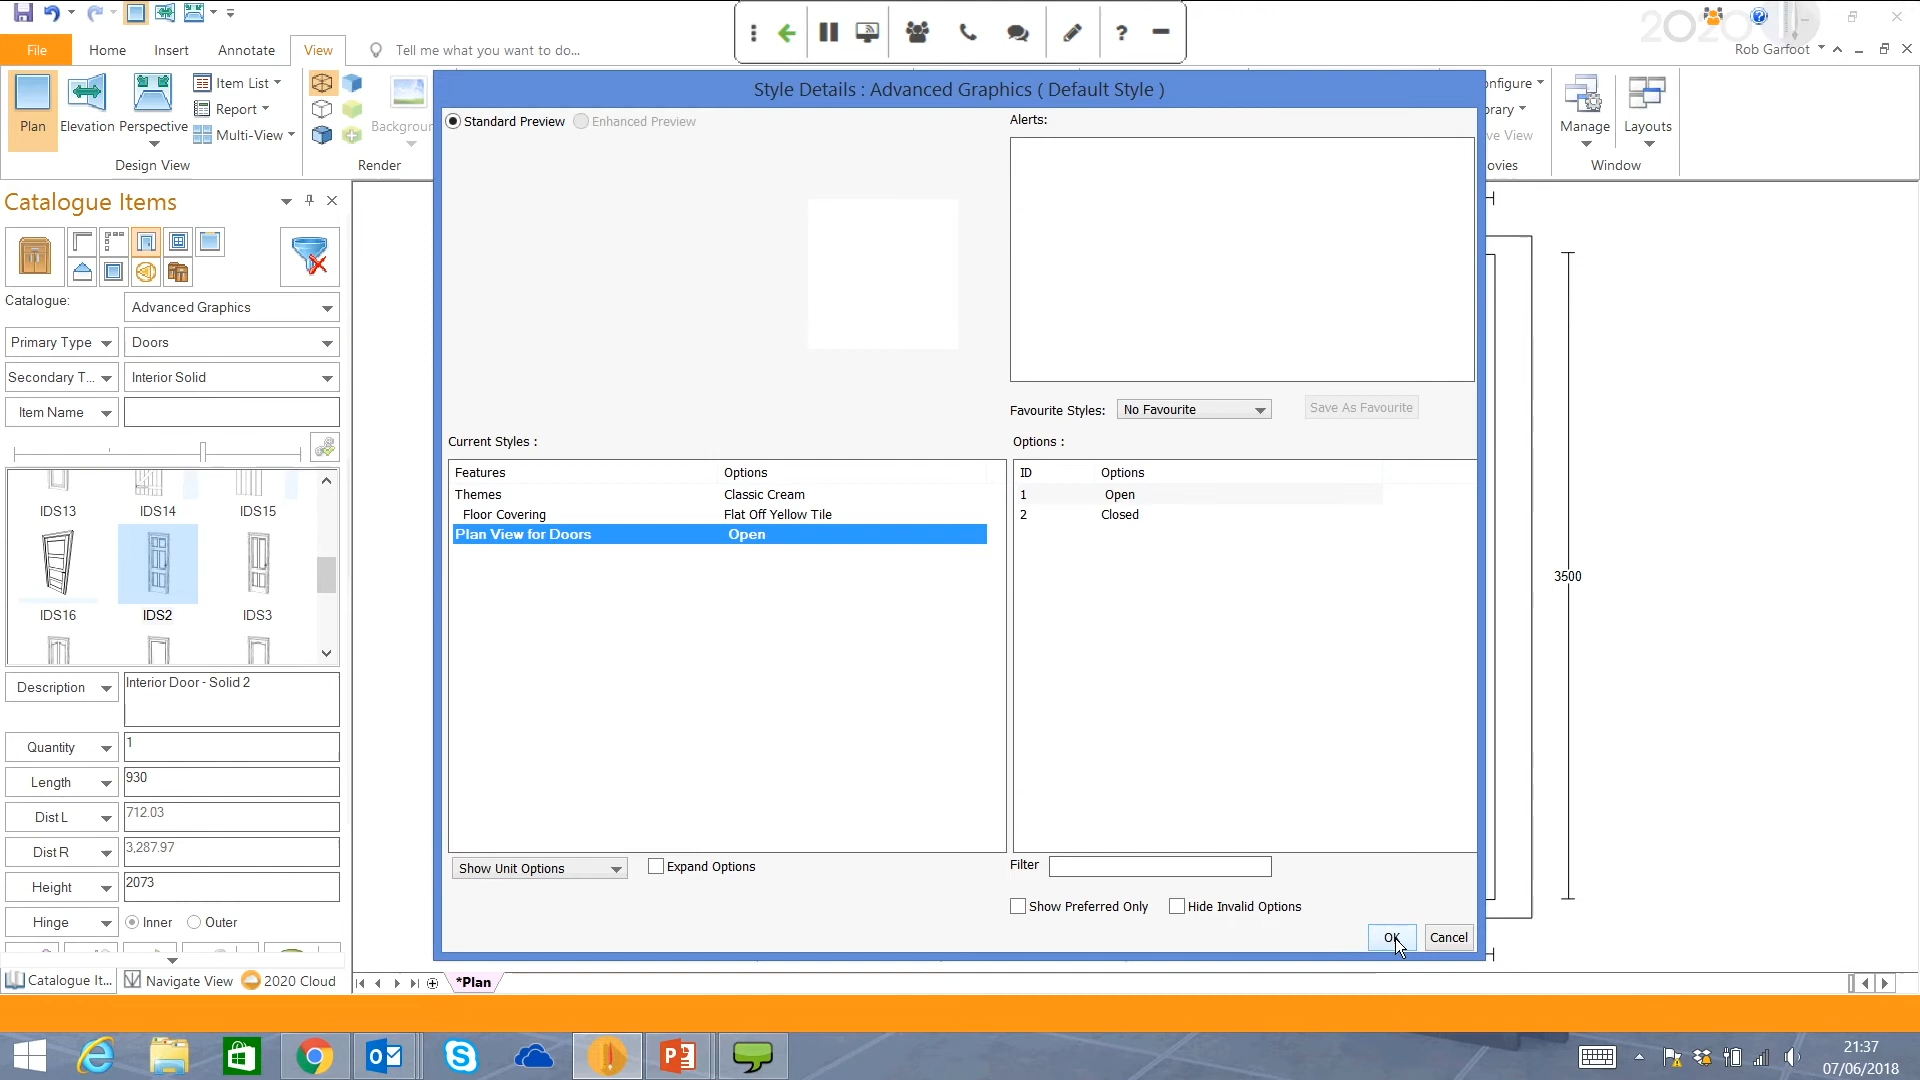 2020
Rob Garfoot
File
Home
Insert
Annotate
View
Tell me what you want to do...
Plan
Elevation
Perspective
Item List
Report
Multi-View
Design View
Render
Style Details : Advanced Graphics ( Default Style )
Manage
Layouts
Window
Catalogue Items
Catalogue:
Advanced Graphics
Primary Type
Doors
Secondary T...
Interior Solid
Item Name
IDS13
IDS14
IDS15
IDS16
IDS2
IDS3
Description
Interior Door - Solid 2
Quantity
1
Length
930
Dist L
712.03
Dist R
3,287.97
Height
2073
Hinge
Inner
Outer
Catalogue It...
Navigate View
2020 Cloud
Standard Preview
Enhanced Preview
Alerts:
Favourite Styles:
No Favourite
Save As Favourite
Current Styles :
Options :
Features
Options
Themes
Classic Cream
Floor Covering
Flat Off Yellow Tile
Plan View for Doors
Open
ID
Options
1
Open
2
Closed
Show Unit Options
Expand Options
Filter
Show Preferred Only
Hide Invalid Options
OK
Cancel
3500
*Plan
21:37
07/06/2018